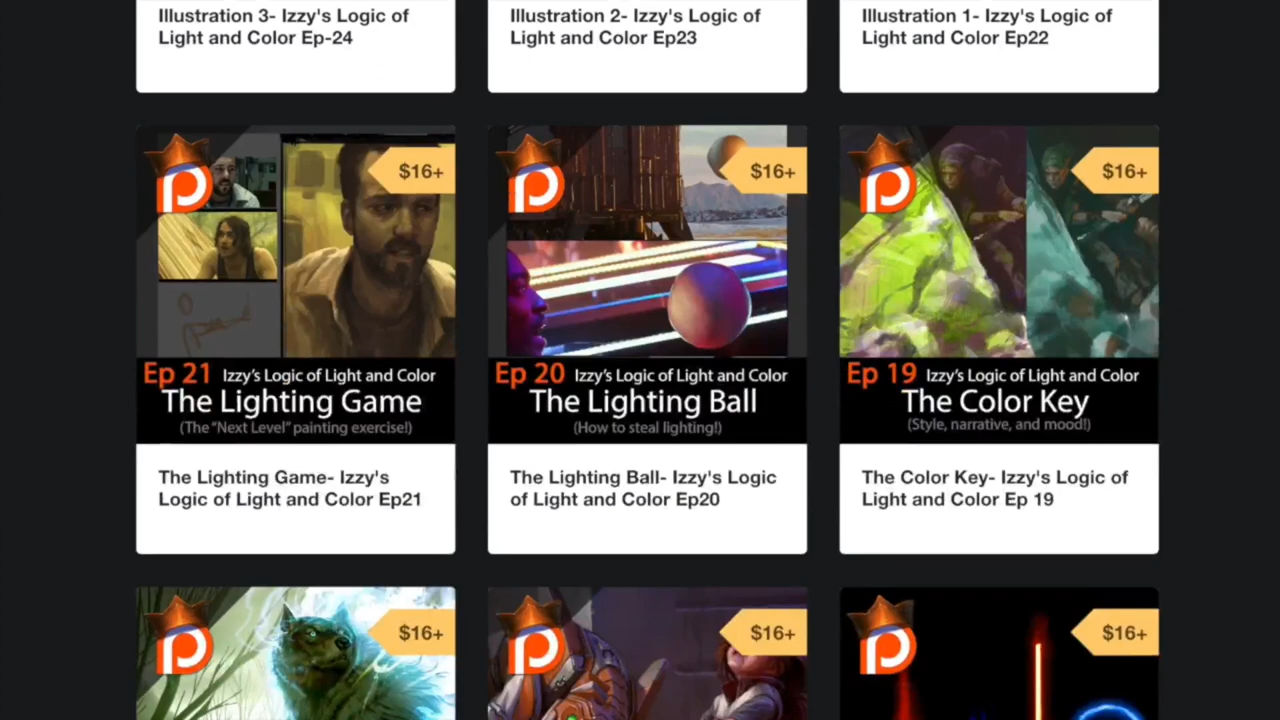 Illustration 3- Izzy's Logic of
Light and Color Ep-24
Illustration 2- Izzy's Logic of
Light and Color Ep23
Illustration 1- Izzy's Logic of
Light and Color Ep22
$16+
Ep 21 Izzy's Logic of Light and Color
The Lighting Game
(The "Next Level" painting exercise!)
The Lighting Game- Izzy's
Logic of Light and Color Ep21
$16+
Ep 20 Izzy's Logic of Light and Color
The Lighting Ball
(How to steal lighting!)
The Lighting Ball- Izzy's Logic
of Light and Color Ep20
$16+
Ep 19 Izzy's Logic of Light and Color
The Color Key
(Style, narrative, and mood!)
The Color Key- Izzy's Logic of
Light and Color Ep 19
$16+
$16+
$16+